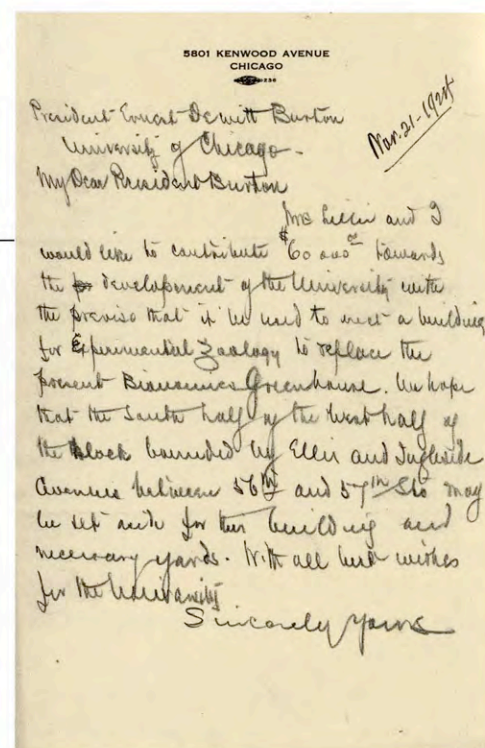 5801 KENWOOD AVENUE
CHICAGO
Nov. 21-1924
President Ernest Dewitt Burton
University of Chicago -
My Dear President Burton
Mrs Lillie and I
would like to contribute $60 000 towards
the development of the University with
the proviso that it be used to erect a building
for Experimental Zoology to replace the
present Bionomics Greenhouse. We hope
that the South half of the West half of
the block bounded by Ellis and Ingleside
Avenues between 56th and 57th Sts may
be set aside for this building and
necessary yards. With all best wishes
for the University
Sincerely Yours